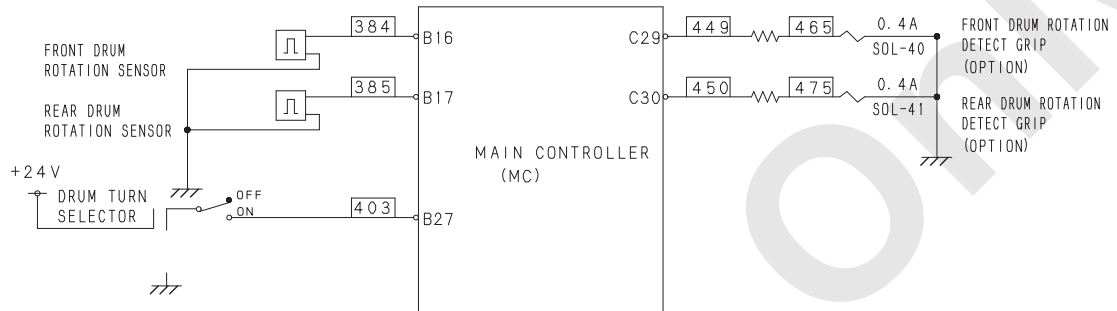 FRONT DRUM
ROTATION SENSOR
384
B16
REAR DRUM
ROTATION SENSOR
385
B17
+24V
DRUM TURN
SELECTOR
OFF
ON
403
B27
MAIN CONTROLLER
(MC)
C29
449
465
0.4A
SOL-40
FRONT DRUM ROTATION
DETECT GRIP
(OPTION)
C30
450
475
0.4A
SOL-41
REAR DRUM ROTATION
DETECT GRIP
(OPTION)